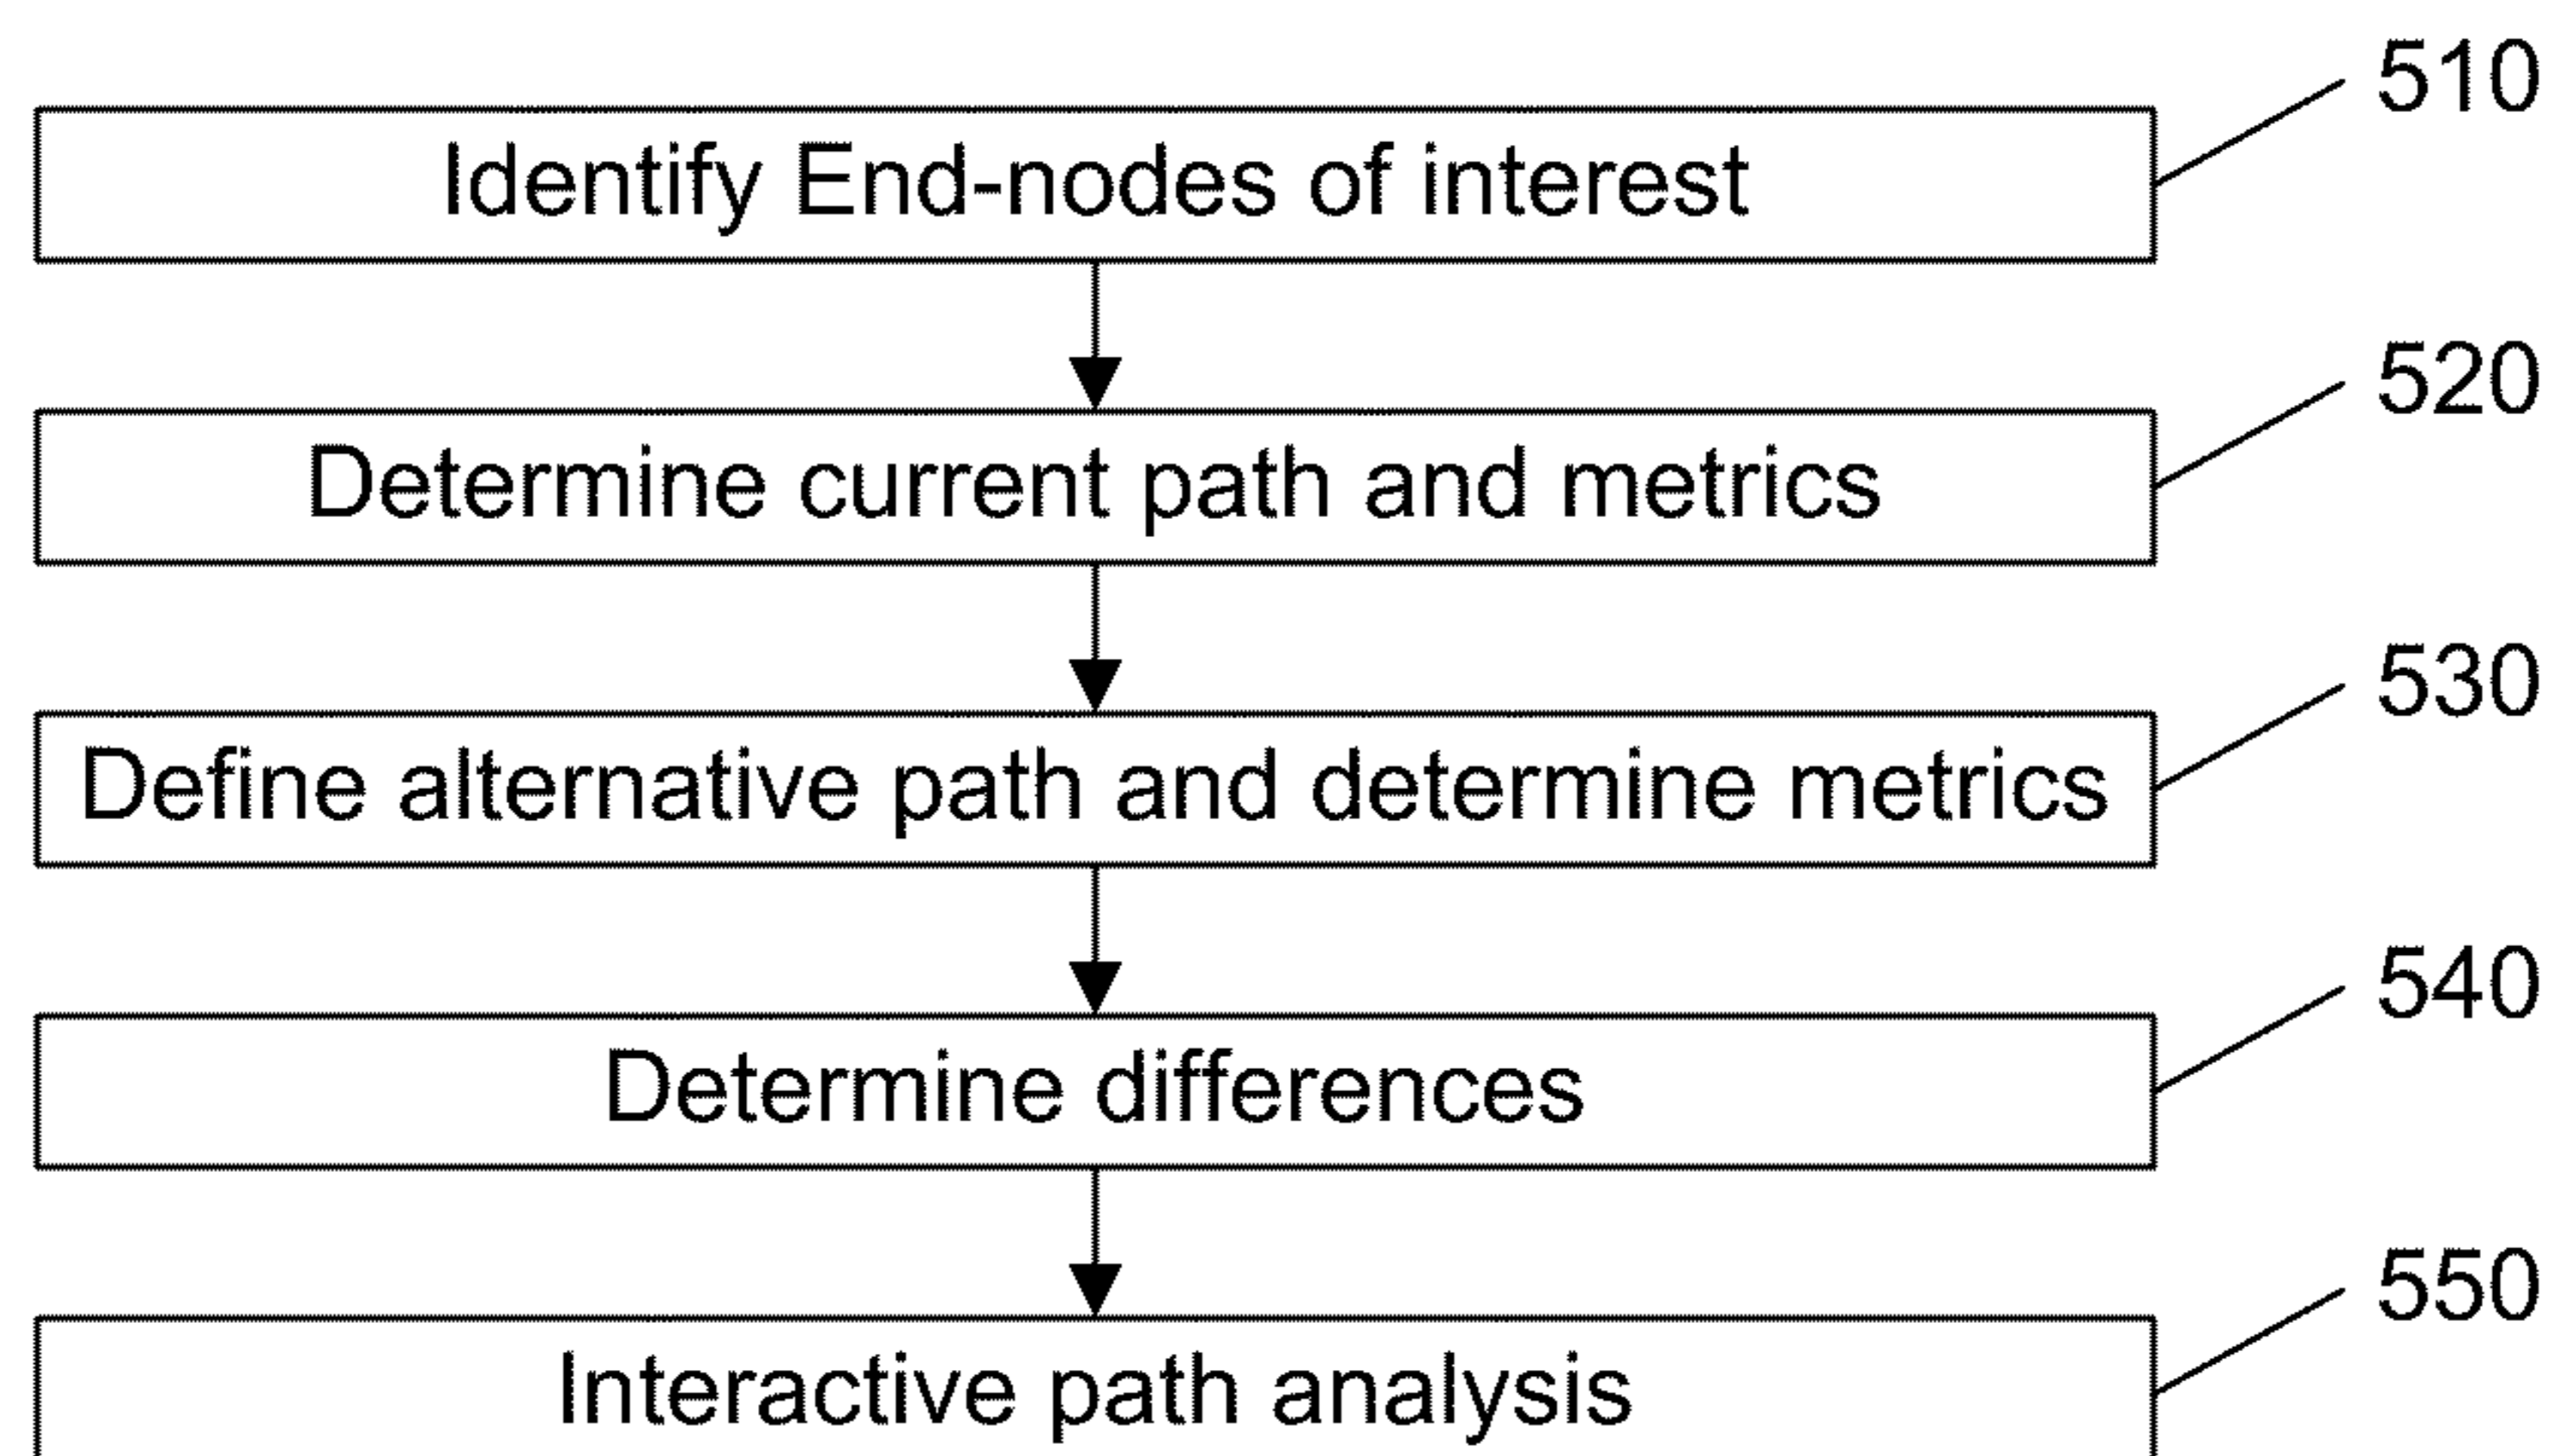 510
Identify End-nodes of interest
520
Determine current path and metrics
530
Define alternative path and determine metrics
540
Determine differences
550
Interactive path analysis